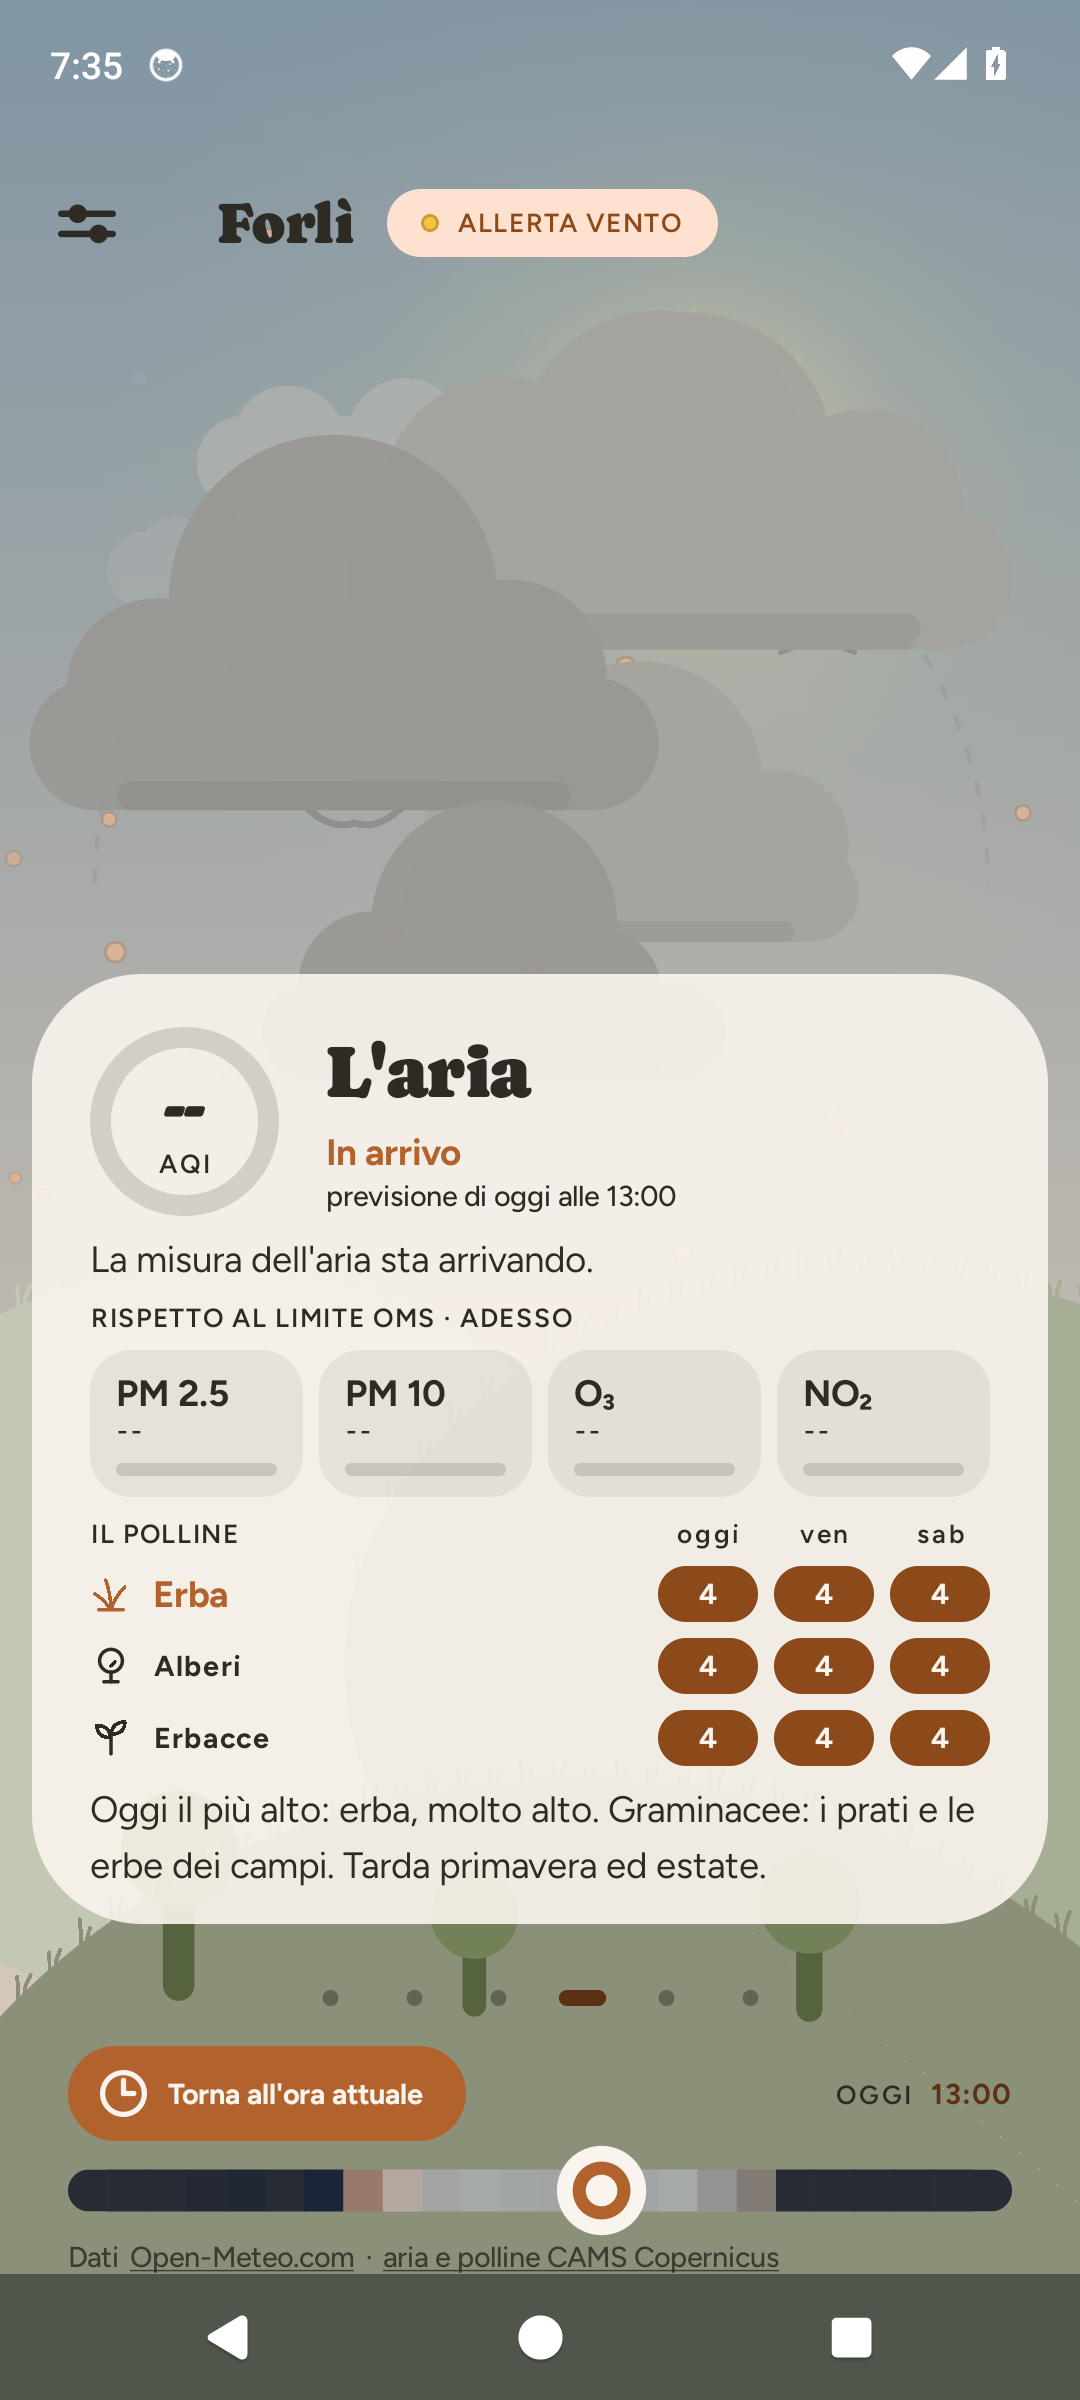 7:35
Forlì
ALLERTA VENTO
L'aria
--
AQI
In arrivo
previsione di oggi alle 13:00
La misura dell'aria sta arrivando.
RISPETTO AL LIMITE OMS · ADESSO
PM 2.5 PM 10 O₃ NO₂
-- -- -- --
IL POLLINE oggi ven sab
Erba 4 4 4
Alberi 4 4 4
Erbacce 4 4 4
Oggi il più alto: erba, molto alto. Graminacee: i prati e le
erbe dei campi. Tarda primavera ed estate.
Torna all'ora attuale OGGI 13:00
Dati Open-Meteo.com · aria e polline CAMS Copernicus